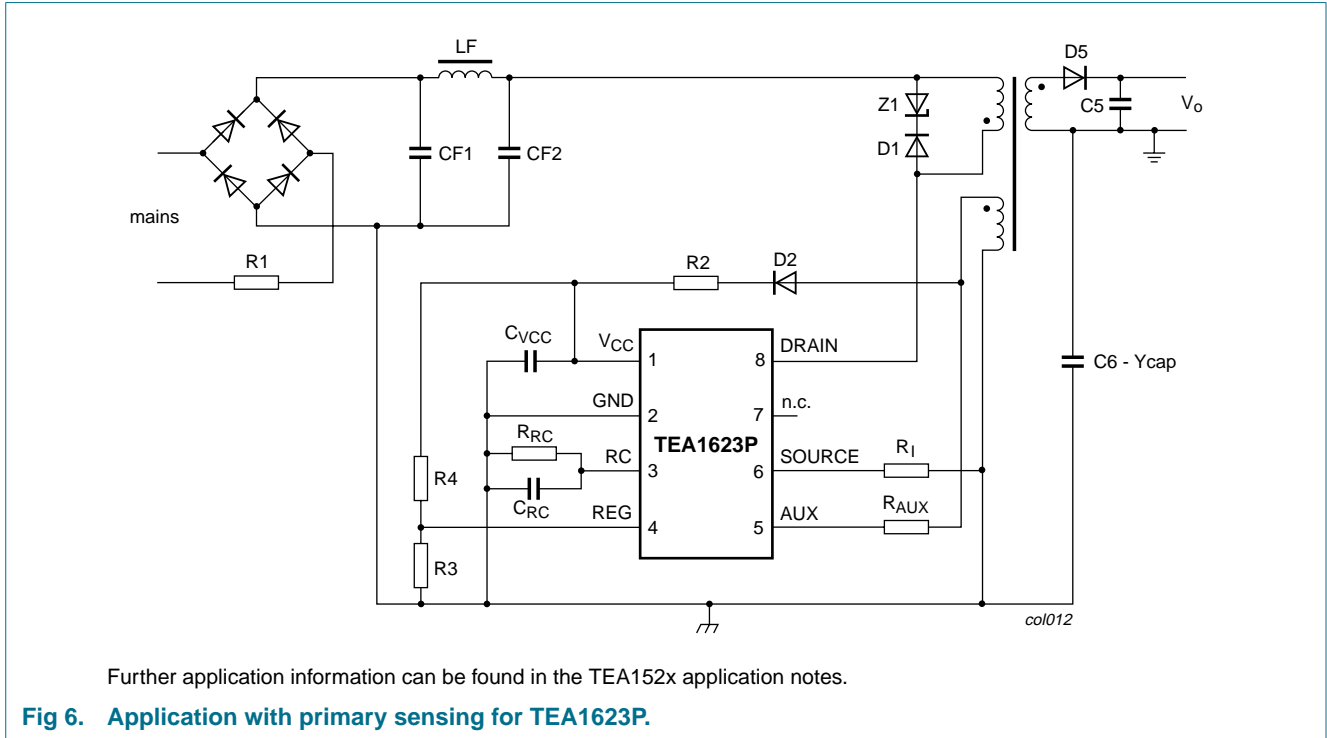 LF
D5
Z1
C5
Vo
CF1
CF2
D1
mains
R1
R2
D2
CVCC
VCC
1
8
DRAIN
C6 - Ycap
GND
2
7
n.c.
RRC
TEA1623P
RC
3
6
SOURCE
RI
R4
CRC
REG
4
5
AUX
RAUX
R3
col012
Further application information can be found in the TEA152x application notes.
Fig 6. Application with primary sensing for TEA1623P.